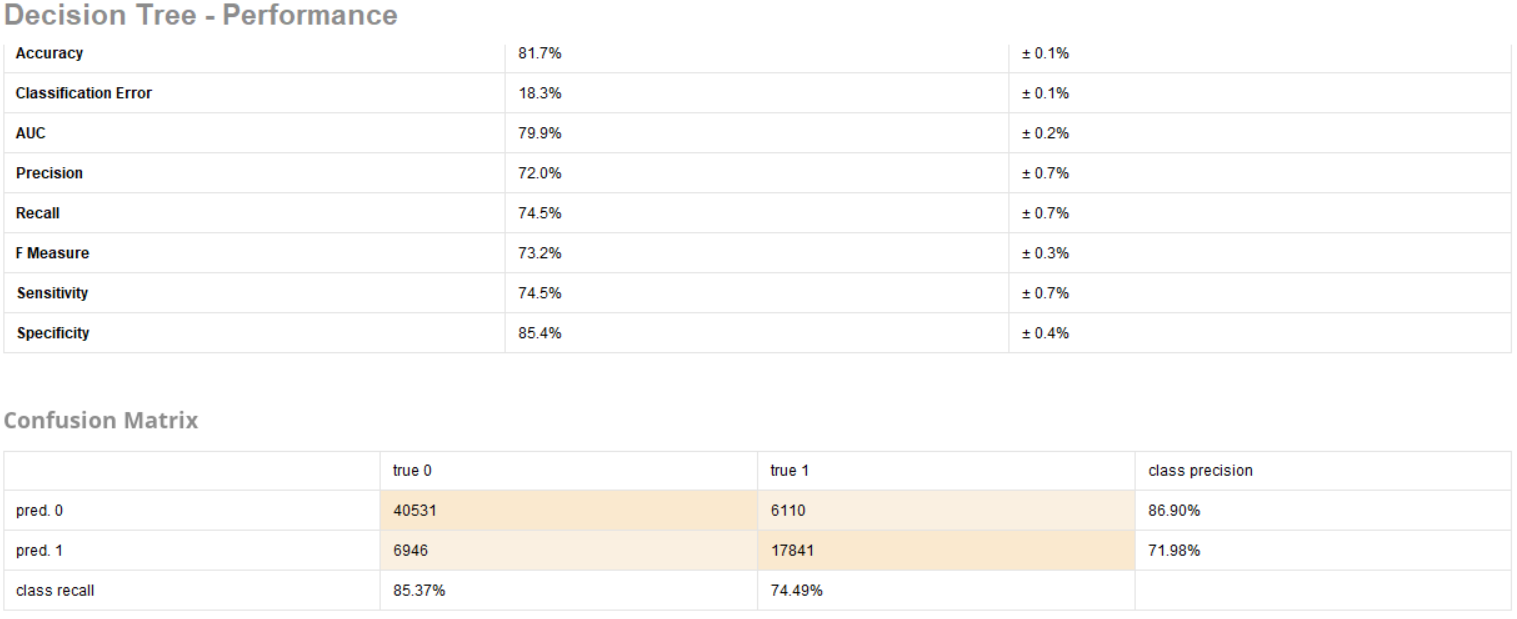 Decision Tree - Performance
Accuracy 81.7% ± 0.1%
Classification Error 18.3% ± 0.1%
AUC 79.9% ± 0.2%
Precision 72.0% ± 0.7%
Recall 74.5% ± 0.7%
F Measure 73.2% ± 0.3%
Sensitivity 74.5% ± 0.7%
Specificity 85.4% ± 0.4%
Confusion Matrix
true 0 true 1 class precision
pred. 0 40531 6110 86.90%
pred. 1 6946 17841 71.98%
class recall 85.37% 74.49%